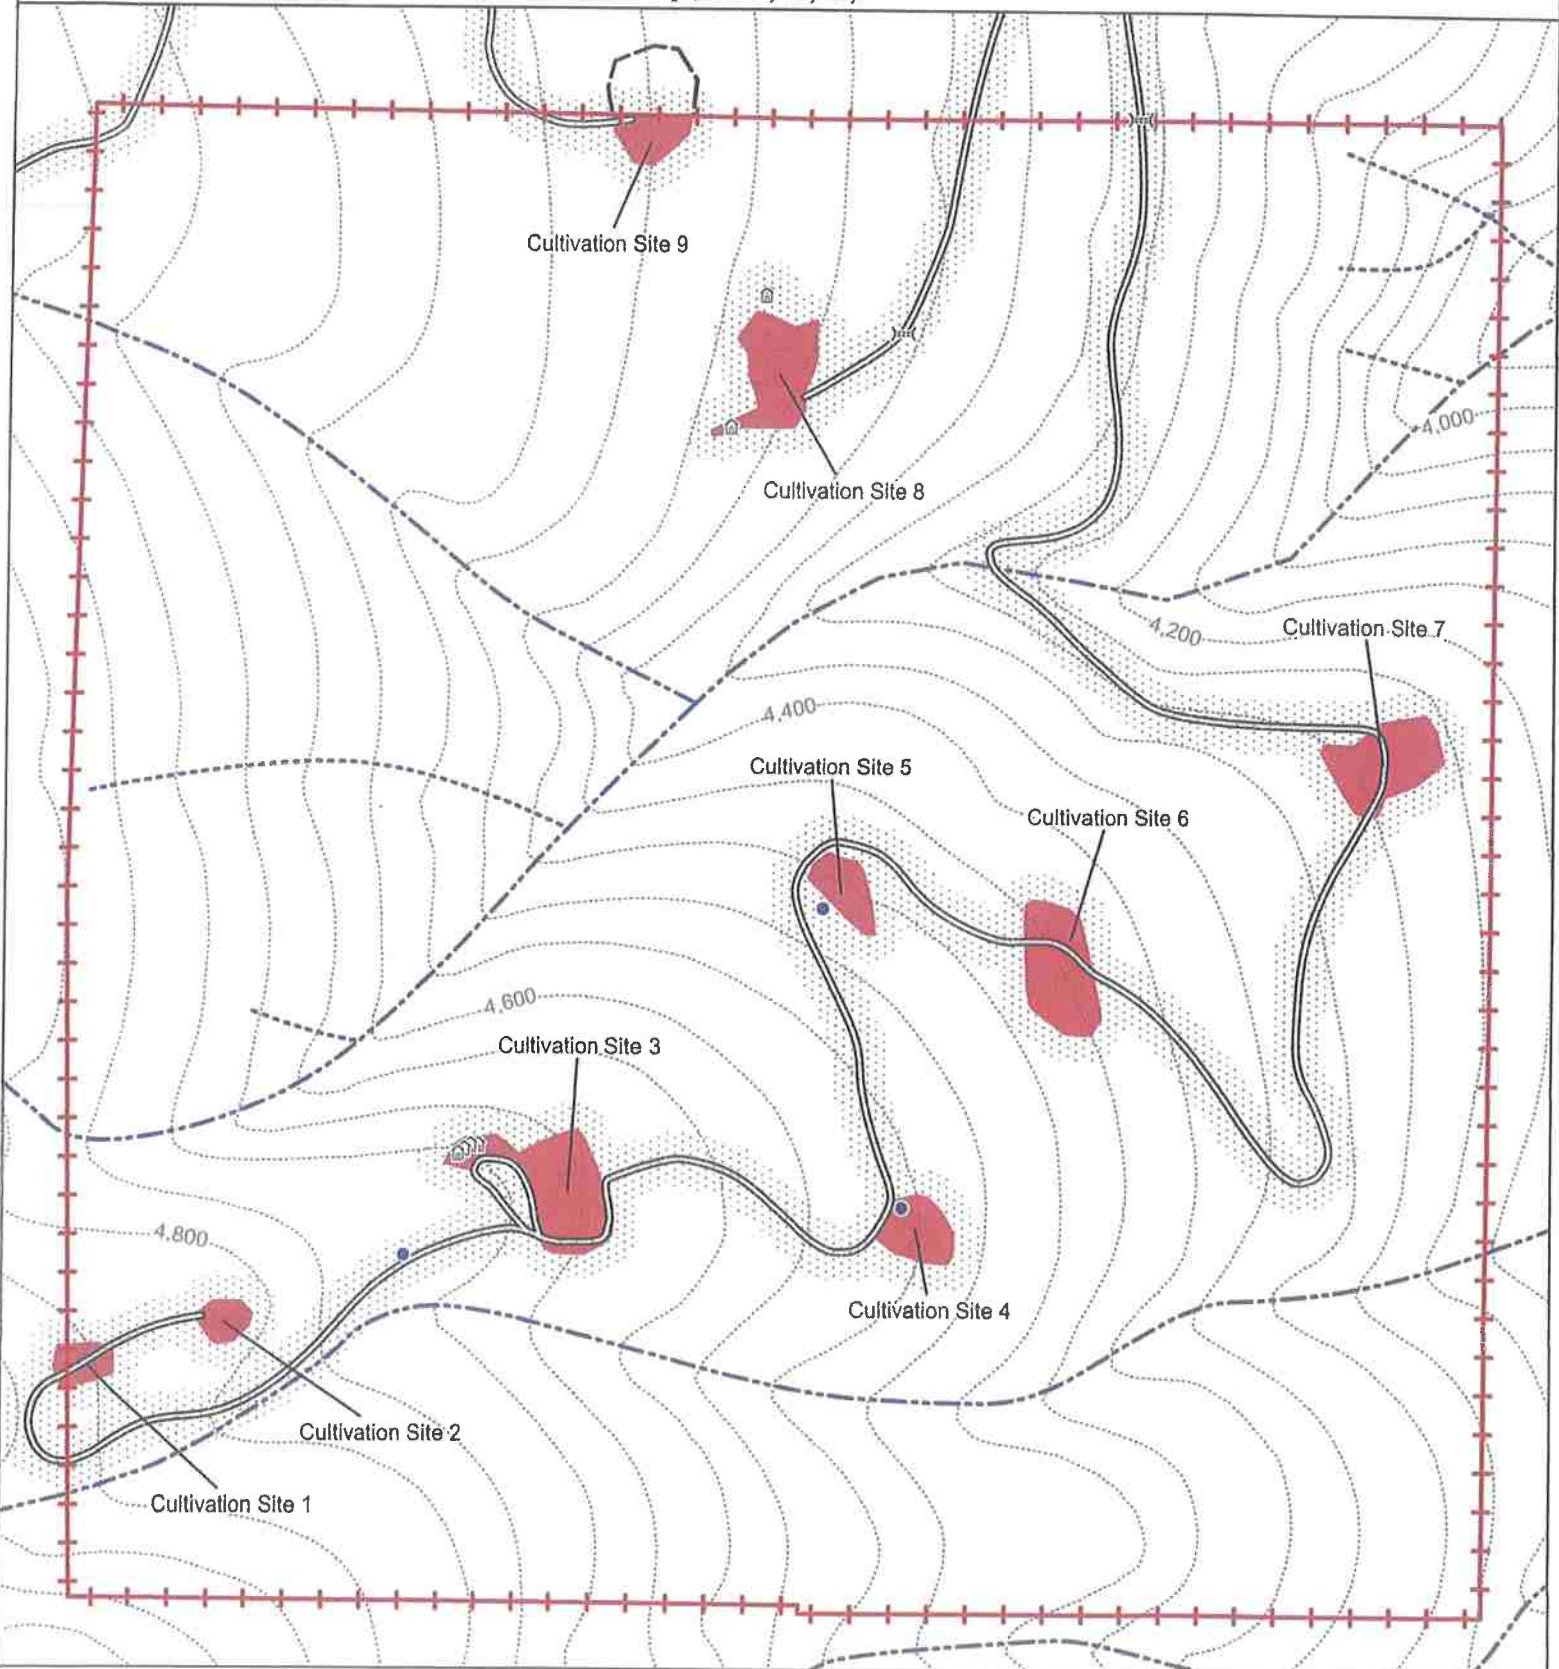 Cultivation Site 9
4,000
Cultivation Site 8
4,200
Cultivation Site 7
4,400
Cultivation Site 5
Cultivation Site 6
4,600
Cultivation Site 3
4,800
Cultivation Site 4
Cultivation Site 2
Cultivation Site 1